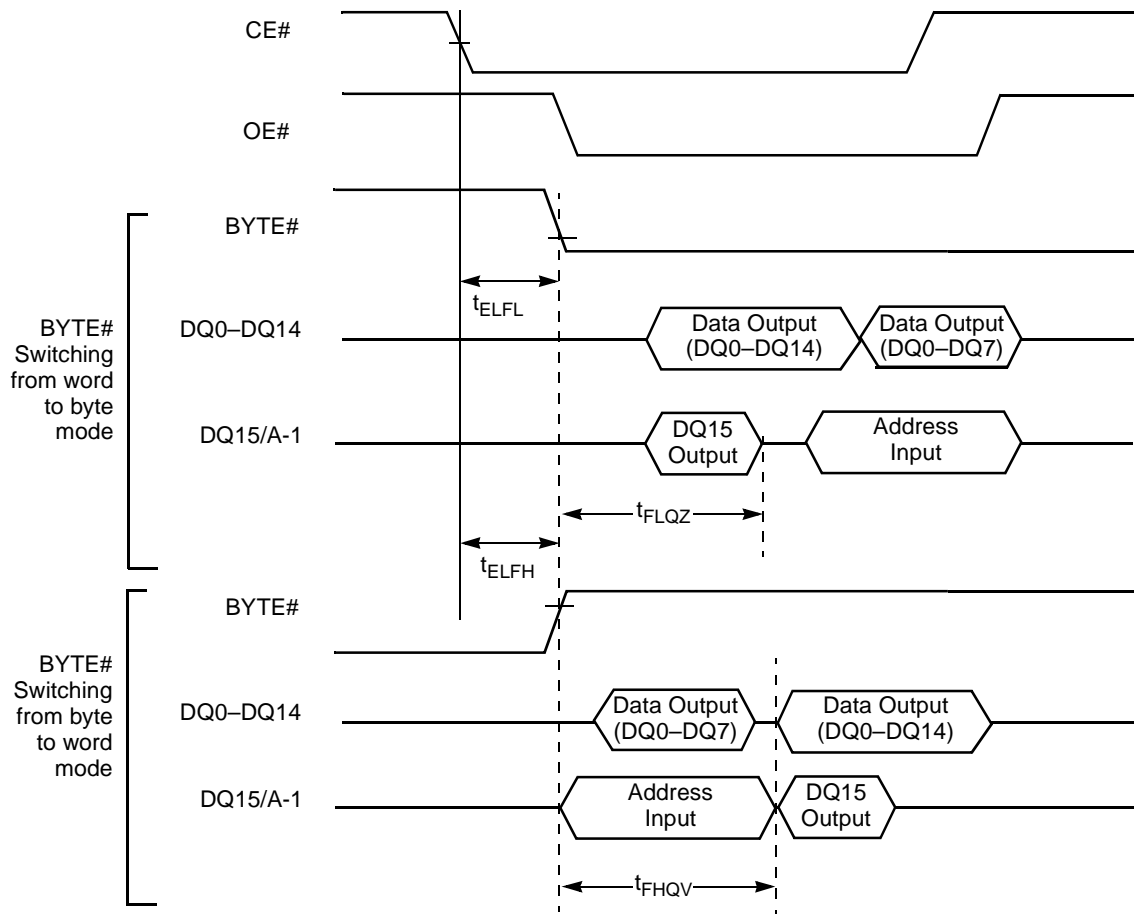 CE#
OE#
BYTE#
tELFL
BYTE#
Switching
from word
to byte
mode
DQ0–DQ14
Data Output
(DQ0–DQ14)
Data Output
(DQ0–DQ7)
DQ15/A-1
DQ15
Output
Address
Input
tFLQZ
tELFH
BYTE#
BYTE#
Switching
from byte
to word
mode
DQ0–DQ14
Data Output
(DQ0–DQ7)
Data Output
(DQ0–DQ14)
DQ15/A-1
Address
Input
DQ15
Output
tFHQV